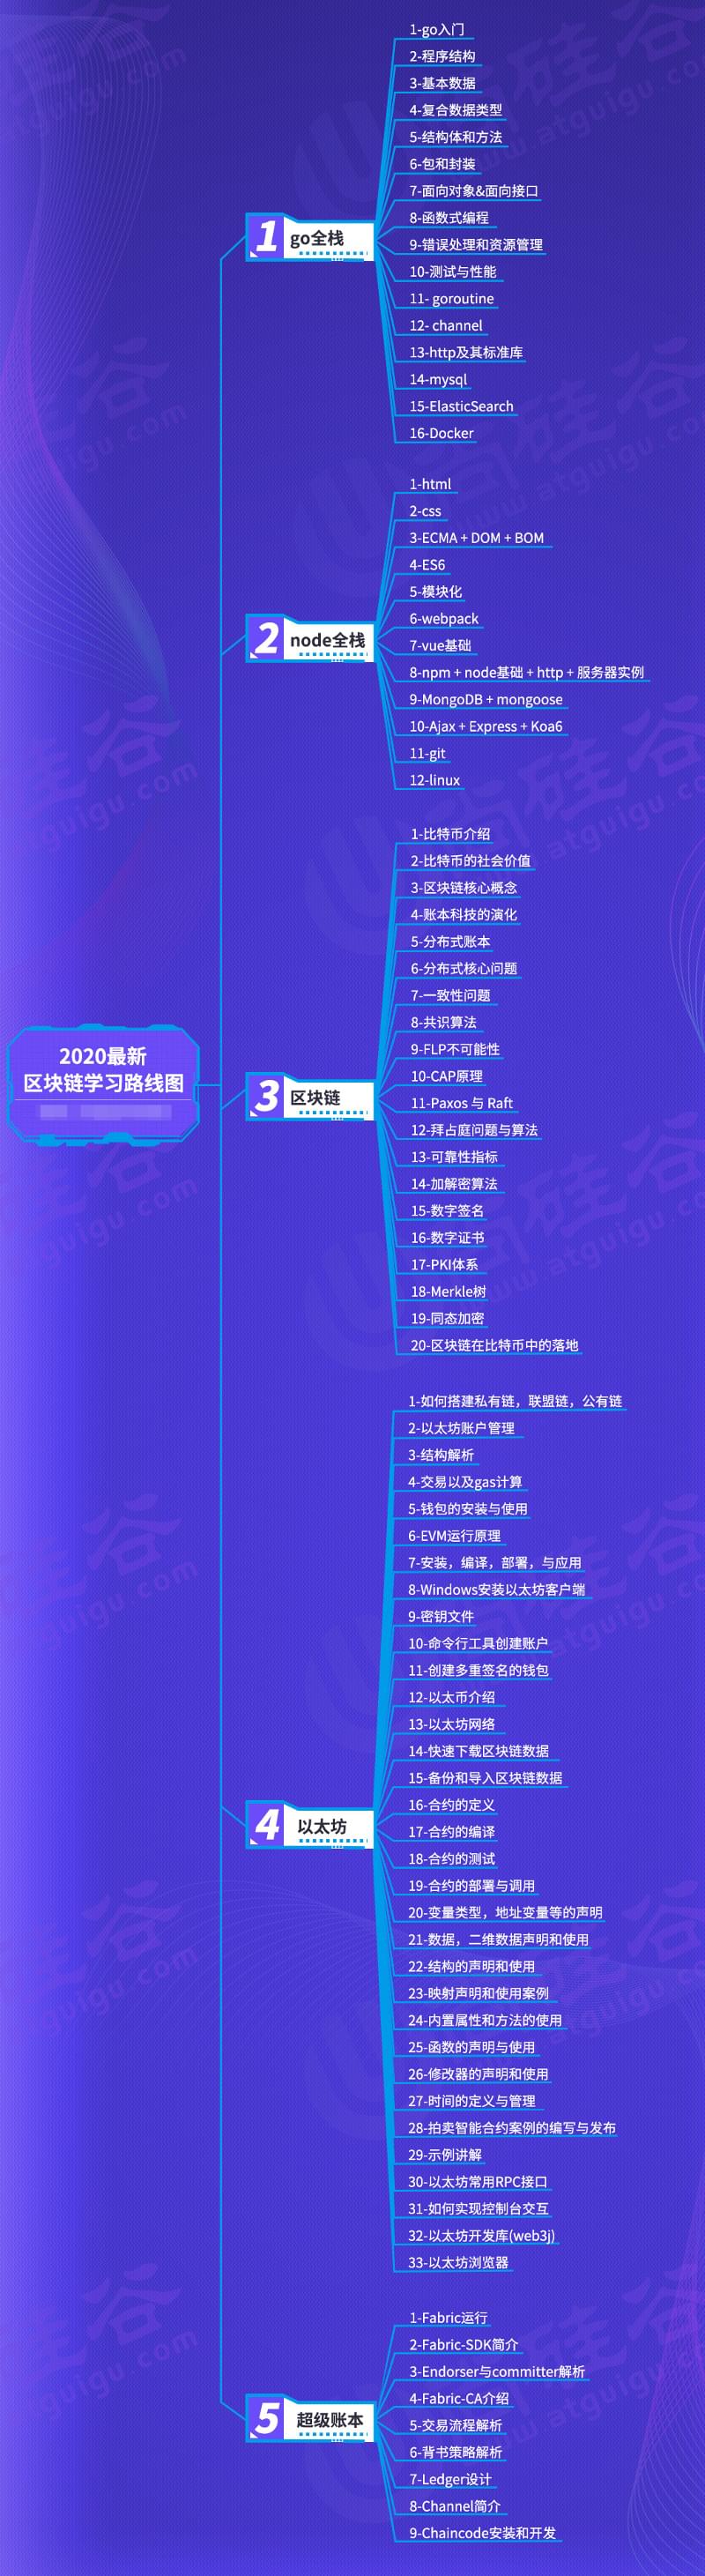 2020最新
区块链学习路线图
1 go全栈
1-go入门
2-程序结构
3-基本数据
4-复合数据类型
5-结构体和方法
6-包和封装
7-面向对象&面向接口
8-函数式编程
9-错误处理和资源管理
10-测试与性能
11- goroutine
12- channel
13-http及其标准库
14-mysql
15-ElasticSearch
16-Docker
2 node全栈
1-html
2-css
3-ECMA + DOM + BOM
4-ES6
5-模块化
6-webpack
7-vue基础
8-npm + node基础 + http + 服务器实例
9-MongoDB + mongoose
10-Ajax + Express + Koa6
11-git
12-linux
3 区块链
1-比特币介绍
2-比特币的社会价值
3-区块链核心概念
4-账本科技的演化
5-分布式账本
6-分布式核心问题
7-一致性问题
8-共识算法
9-FLP不可能性
10-CAP原理
11-Paxos 与 Raft
12-拜占庭问题与算法
13-可靠性指标
14-加解密算法
15-数字签名
16-数字证书
17-PKI体系
18-Merkle树
19-同态加密
20-区块链在比特币中的落地
4 以太坊
1-如何搭建私有链，联盟链，公有链
2-以太坊账户管理
3-结构解析
4-交易以及gas计算
5-钱包的安装与使用
6-EVM运行原理
7-安装，编译，部署，与应用
8-Windows安装以太坊客户端
9-密钥文件
10-命令行工具创建账户
11-创建多重签名的钱包
12-以太币介绍
13-以太坊网络
14-快速下载区块链数据
15-备份和导入区块链数据
16-合约的定义
17-合约的编译
18-合约的测试
19-合约的部署与调用
20-变量类型，地址变量等的声明
21-数据，二维数据声明和使用
22-结构的声明和使用
23-映射声明和使用案例
24-内置属性和方法的使用
25-函数的声明与使用
26-修改器的声明和使用
27-时间的定义与管理
28-拍卖智能合约案例的编写与发布
29-示例讲解
30-以太坊常用RPC接口
31-如何实现控制台交互
32-以太坊开发库(web3j)
33-以太坊浏览器
5 超级账本
1-Fabric运行
2-Fabric-SDK简介
3-Endorser与committer解析
4-Fabric-CA介绍
5-交易流程解析
6-背书策略解析
7-Ledger设计
8-Channel简介
9-Chaincode安装和开发
尚硅谷
www.atguigu.com